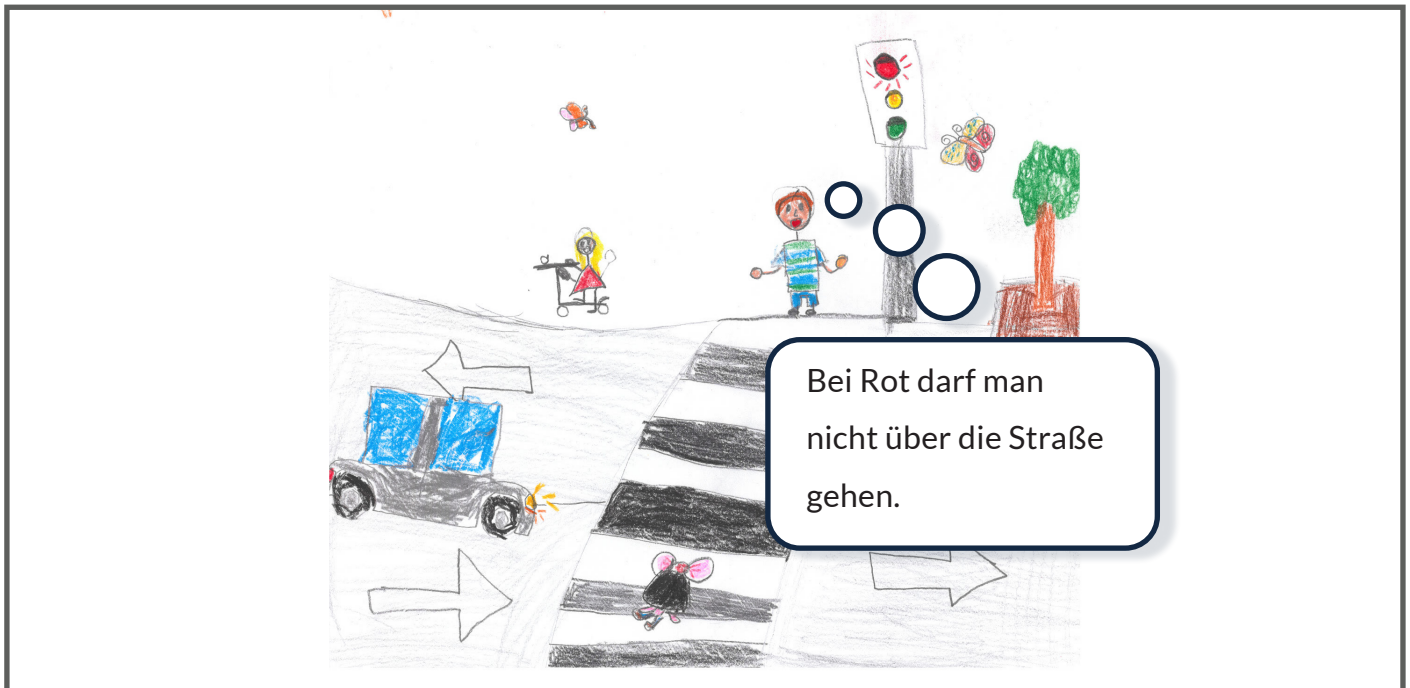 Bei Rot darf man
nicht über die Straße
gehen.